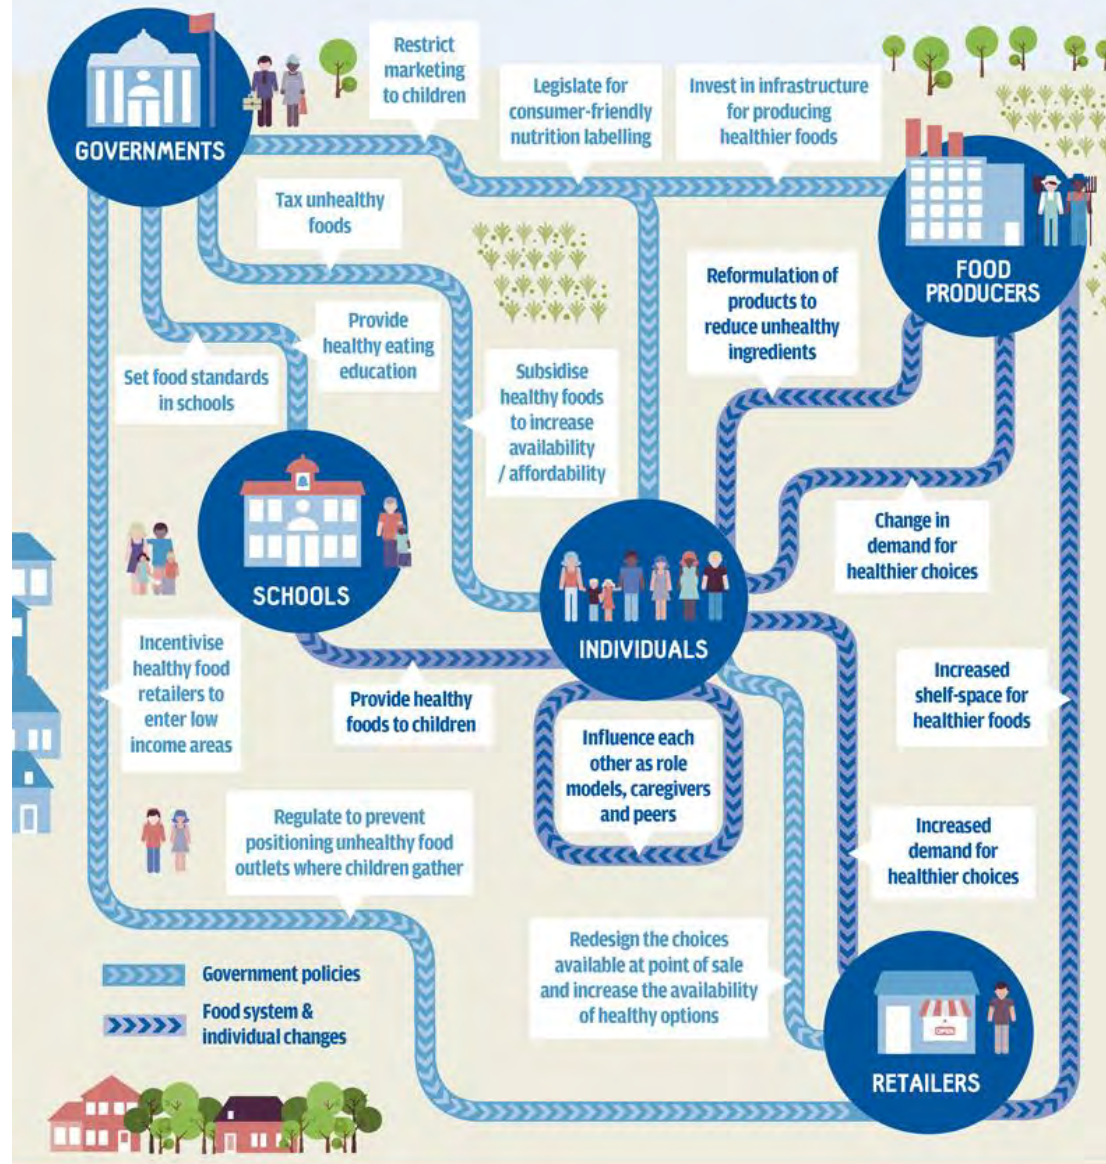 Restrict
marketing
to children
Legislate for
consumer-friendly
nutrition labelling
Invest in infrastructure
for producing
healthier foods
GOVERNMENTS
Tax unhealthy
foods
FOOD
PRODUCERS
Reformulation of
products to
reduce unhealthy
ingredients
Provide
healthy eating
education
Set food standards
in schools
Subsidise
healthy foods
to increase
availability
/ affordability
Change in
demand for
healthier choices
SCHOOLS
INDIVIDUALS
Incentivise
healthy food
retailers to
enter low
income areas
Provide healthy
foods to children
Increased
shelf-space for
healthier foods
Influence each
other as role
models, caregivers
and peers
Regulate to prevent
positioning unhealthy food
outlets where children gather
Increased
demand for
healthier choices
Redesign the choices
available at point of sale
and increase the availability
of healthy options
Government policies
Food system &
individual changes
OPEN
RETAILERS